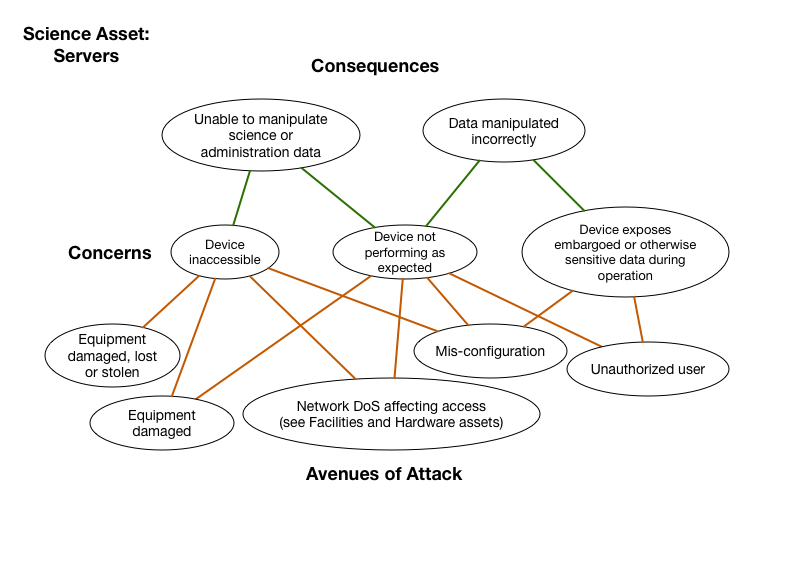 Science Asset:
Servers
Consequences
Unable to manipulate
science or
administration data
Data manipulated
incorrectly
Concerns
Device
inaccessible
Device not
performing as
expected
Device exposes
embargoed or otherwise
sensitive data during
operation
Equipment
damaged, lost
or stolen
Mis-configuration
Unauthorized user
Equipment
damaged
Network DoS affecting access
(see Facilities and Hardware assets)
Avenues of Attack